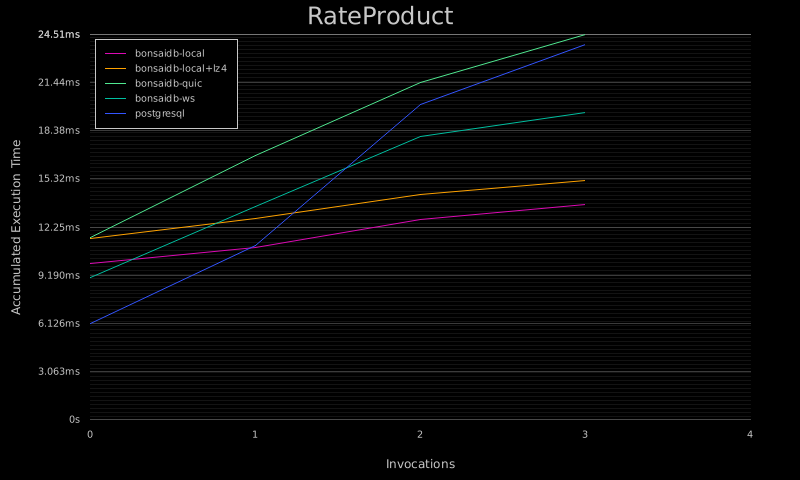 RateProduct
24.51ms
21.44ms
18.38ms
15.32ms
12.25ms
9.190ms
6.126ms
3.063ms
0s
bonsaidb-local
bonsaidb-local+lz4
bonsaidb-quic
bonsaidb-ws
postgresql
Accumulated Execution Time
0 1 2 3 4
Invocations